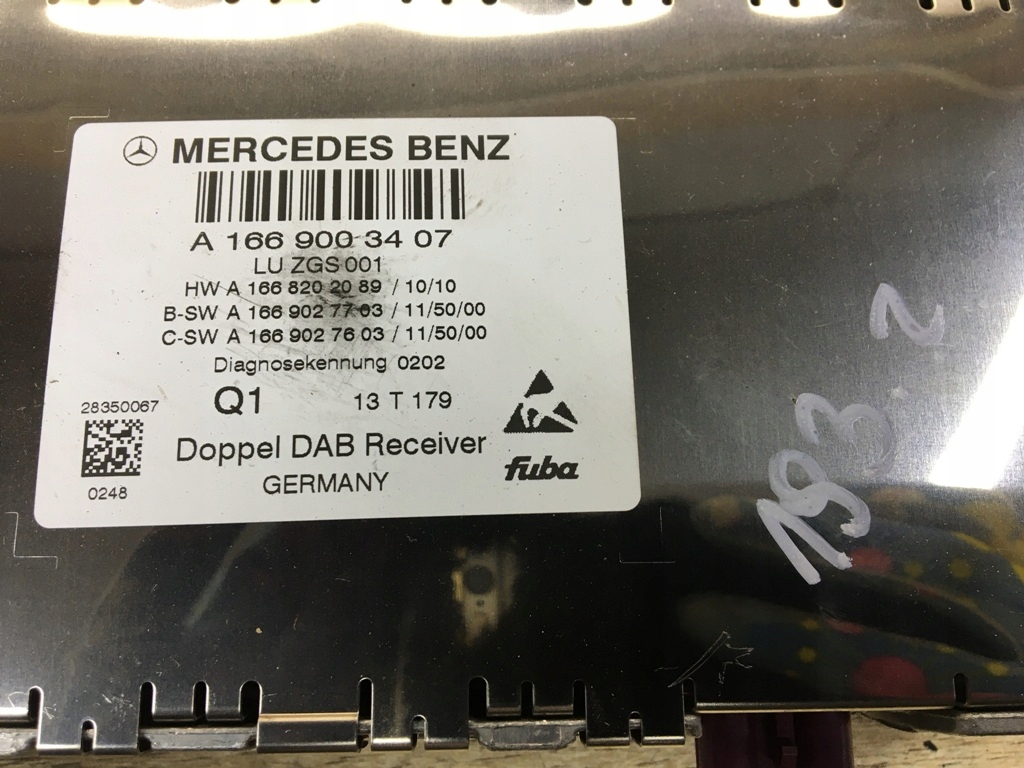 MERCEDES BENZ
A 166 900 34 07
LU ZGS 001
HW A 166 820 20 89 / 10/10
B-SW A 166 902 77 03 / 11/50/00
C-SW A 166 902 76 03 / 11/50/00
Diagnosekennung 0202
28350067
Q1 13 T 179
0248
Doppel DAB Receiver
GERMANY
fuba
193 2